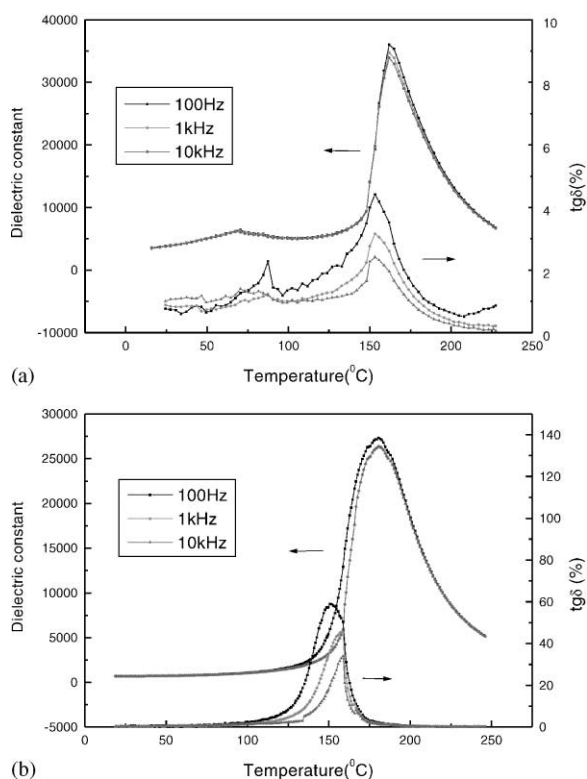 40000
30000
20000
10000
0
-10000
Dielectric constant
100Hz
1kHz
10kHz
10
8
6
4
2
0
tgδ(%)
0 50 100 150 200 250
Temperature(⁰C)
(a)
30000
25000
20000
15000
10000
5000
0
-5000
Dielectric constant
100Hz
1kHz
10kHz
140
120
100
80
60
40
20
0
tgδ (%)
0 50 100 150 200 250
Temperature(⁰C)
(b)